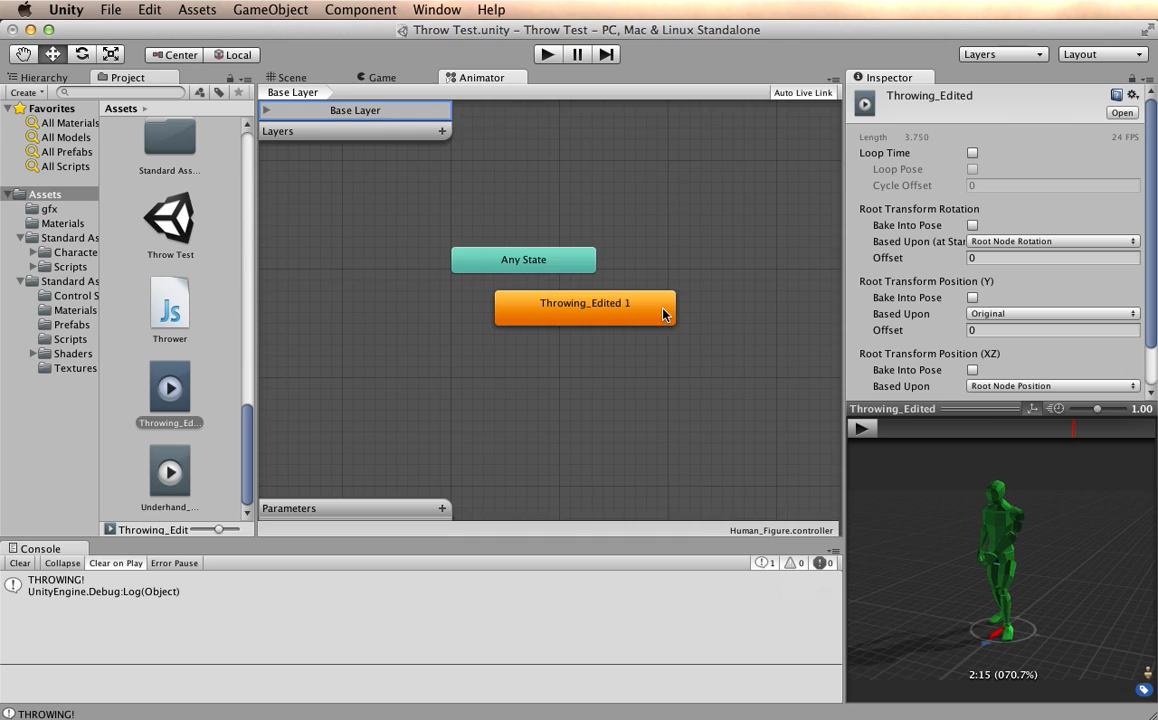 Unity File Edit Assets GameObject Component Window Help
Throw Test.unity – Throw Test – PC, Mac & Linux Standalone
Center Local Layers Layout
Hierarchy Project Scene Game Animator Inspector
Create
Favorites
All Materials
All Models
All Prefabs
All Scripts
Assets
gfx
Materials
Standard As
Characte
Scripts
Standard As
Control S
Materials
Prefabs
Scripts
Shaders
Textures
Assets
Standard Ass...
Throw Test
Js
Thrower
Throwing_Ed...
Underhand_...
Throwing_Edit
Base Layer Auto Live Link
Base Layer
Layers +
Any State
Throwing_Edited 1
Parameters +
Human_Figure.controller
Throwing_Edited
Open
Length 3.750 24 FPS
Loop Time
Loop Pose
Cycle Offset 0
Root Transform Rotation
Bake Into Pose
Based Upon (at Star Root Node Rotation
Offset 0
Root Transform Position (Y)
Bake Into Pose
Based Upon Original
Offset 0
Root Transform Position (XZ)
Bake Into Pose
Based Upon Root Node Position
Throwing_Edited 1.00
2:15 (070.7%)
Console
Clear Collapse Clear on Play Error Pause 1 0 0
THROWING!
UnityEngine.Debug:Log(Object)
THROWING!